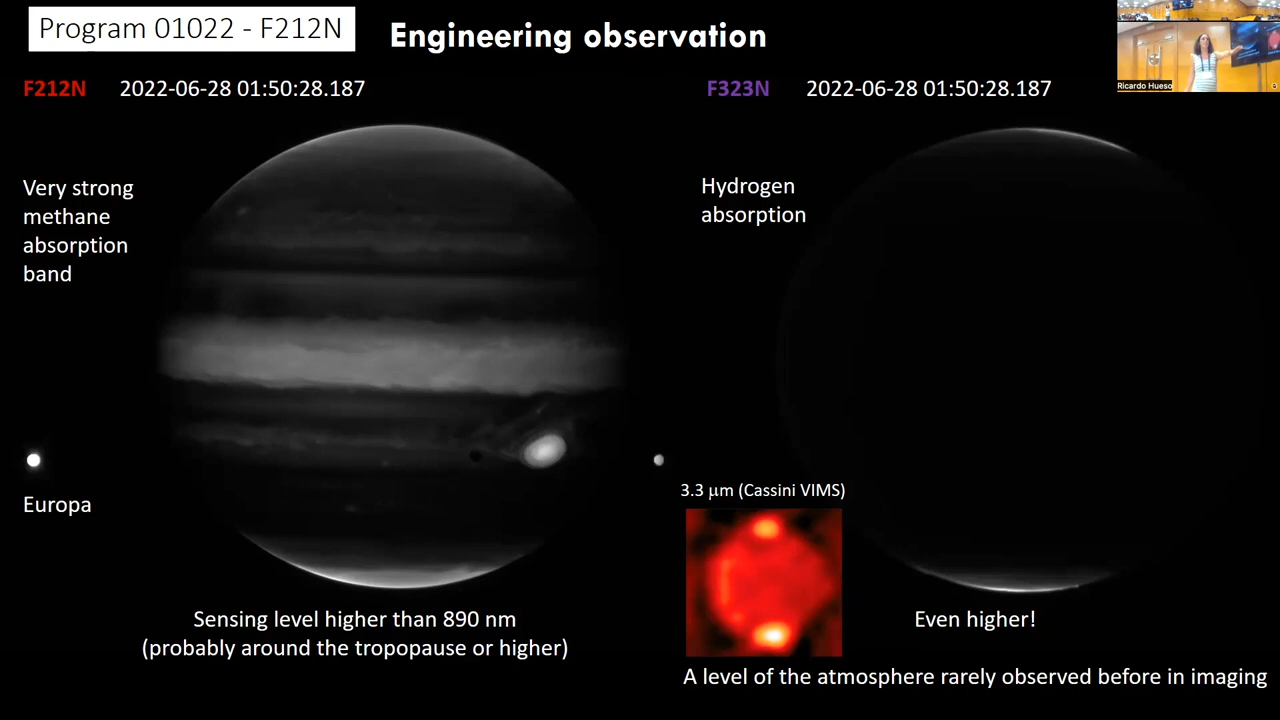 Program 01022 - F212N
Engineering observation
Ricardo Hueso
F212N 2022-06-28 01:50:28.187
F323N 2022-06-28 01:50:28.187
Very strong
methane
absorption
band
Hydrogen
absorption
Europa
3.3 μm (Cassini VIMS)
Sensing level higher than 890 nm
(probably around the tropopause or higher)
Even higher!
A level of the atmosphere rarely observed before in imaging